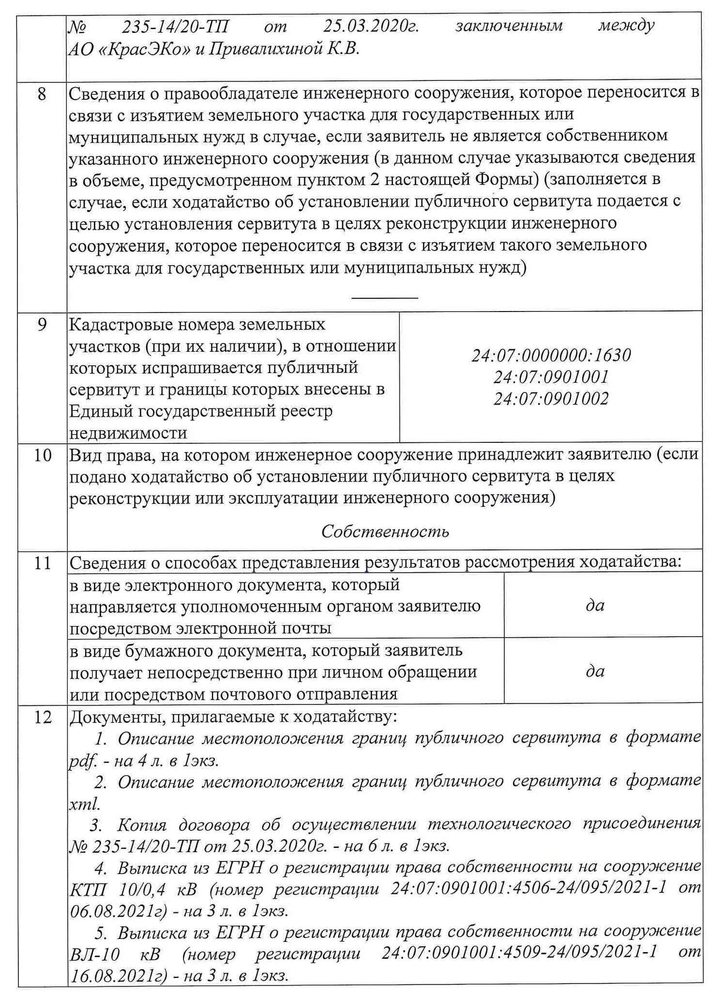 № 235-14/20-ТП от 25.03.2020г. заключенным между
АО «КрасЭКо» и Привалихиной К.В.
8
Сведения о правообладателе инженерного сооружения, которое переносится в
связи с изъятием земельного участка для государственных или
муниципальных нужд в случае, если заявитель не является собственником
указанного инженерного сооружения (в данном случае указываются сведения
в объеме, предусмотренном пунктом 2 настоящей Формы) (заполняется в
случае, если ходатайство об установлении публичного сервитута подается с
целью установления сервитута в целях реконструкции инженерного
сооружения, которое переносится в связи с изъятием такого земельного
участка для государственных или муниципальных нужд)
9
Кадастровые номера земельных
участков (при их наличии), в отношении
которых испрашивается публичный
сервитут и границы которых внесены в
Единый государственный реестр
недвижимости
24:07:0000000:1630
24:07:0901001
24:07:0901002
10
Вид права, на котором инженерное сооружение принадлежит заявителю (если
подано ходатайство об установлении публичного сервитута в целях
реконструкции или эксплуатации инженерного сооружения)
Собственность
11
Сведения о способах представления результатов рассмотрения ходатайства:
в виде электронного документа, который
направляется уполномоченным органом заявителю
посредством электронной почты
да
в виде бумажного документа, который заявитель
получает непосредственно при личном обращении
или посредством почтового отправления
да
12
Документы, прилагаемые к ходатайству:
1. Описание местоположения границ публичного сервитута в формате
pdf. - на 4 л. в 1экз.
2. Описание местоположения границ публичного сервитута в формате
xml.
3. Копия договора об осуществлении технологического присоединения
№ 235-14/20-ТП от 25.03.2020г. - на 6 л. в 1экз.
4. Выписка из ЕГРН о регистрации права собственности на сооружение
КТП 10/0,4 кВ (номер регистрации 24:07:0901001:4506-24/095/2021-1 от
06.08.2021г) - на 3 л. в 1экз.
5. Выписка из ЕГРН о регистрации права собственности на сооружение
ВЛ-10 кВ (номер регистрации 24:07:0901001:4509-24/095/2021-1 от
16.08.2021г) - на 3 л. в 1экз.